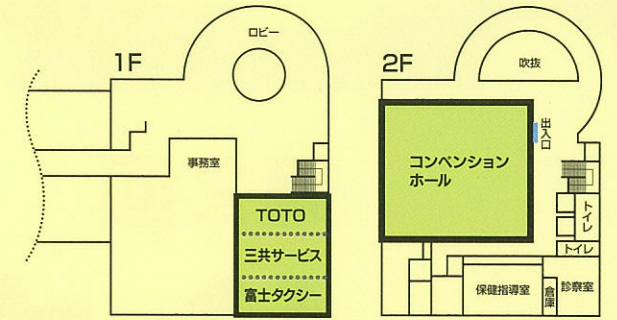 1F
ロビー
事務室
TOTO
三共サービス
富士タクシー
2F
吹抜
出入口
コンベンション
ホール
トイレ
トイレ
保健指導室
倉庫
診察室